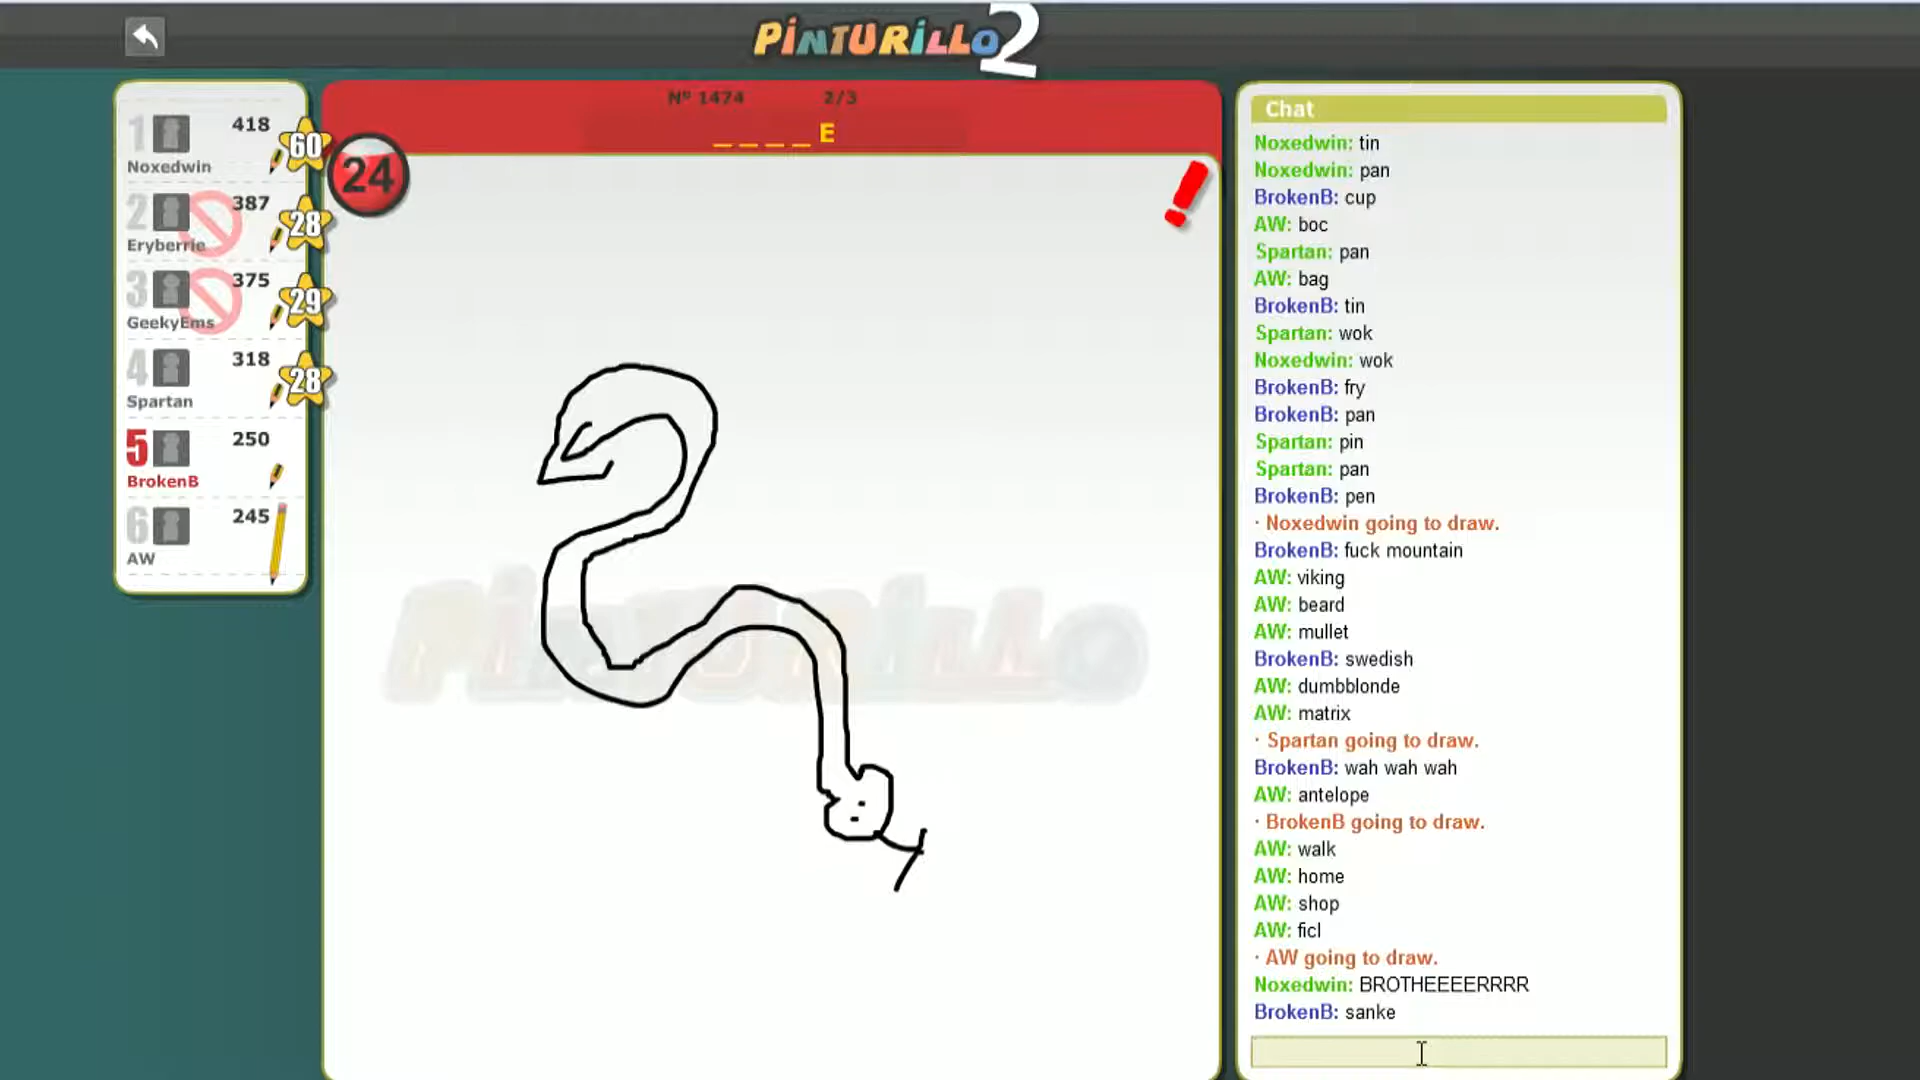 PINTURILLO 2
1 418 60
Noxedwin
2 387 28
Eryberrie
3 375 29
GeekyEms
4 318 28
Spartan
5 250
BrokenB
6 245
AW
Nº 1474 2/3
_ _ _ _ E
24
!
PINTURILLO
Chat
Noxedwin: tin
Noxedwin: pan
BrokenB: cup
AW: boc
Spartan: pan
AW: bag
BrokenB: tin
Spartan: wok
Noxedwin: wok
BrokenB: fry
BrokenB: pan
Spartan: pin
Spartan: pan
BrokenB: pen
· Noxedwin going to draw.
BrokenB: fuck mountain
AW: viking
AW: beard
AW: mullet
BrokenB: swedish
AW: dumbblonde
AW: matrix
· Spartan going to draw.
BrokenB: wah wah wah
AW: antelope
· BrokenB going to draw.
AW: walk
AW: home
AW: shop
AW: ficl
· AW going to draw.
Noxedwin: BROTHEEEERRRR
BrokenB: sanke